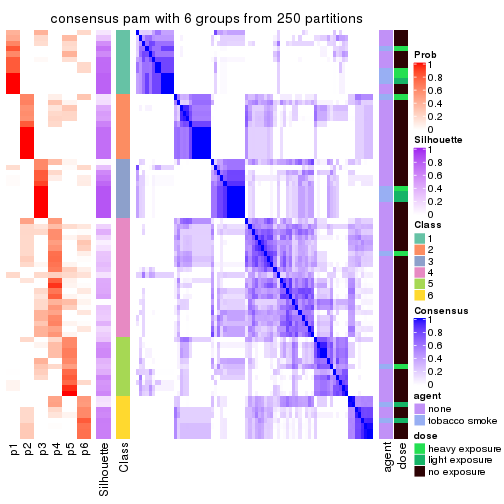 consensus pam with 6 groups from 250 partitions
Prob
1
0.8
0.6
0.4
0.2
0
Silhouette
1
0.8
0.6
0.4
0.2
0
Class
1
2
3
4
5
6
Consensus
1
0.8
0.6
0.4
0.2
0
agent
none
tobacco smoke
dose
heavy exposure
light exposure
no exposure
p1
p2
p3
p4
p5
p6
Silhouette
Class
agent
dose